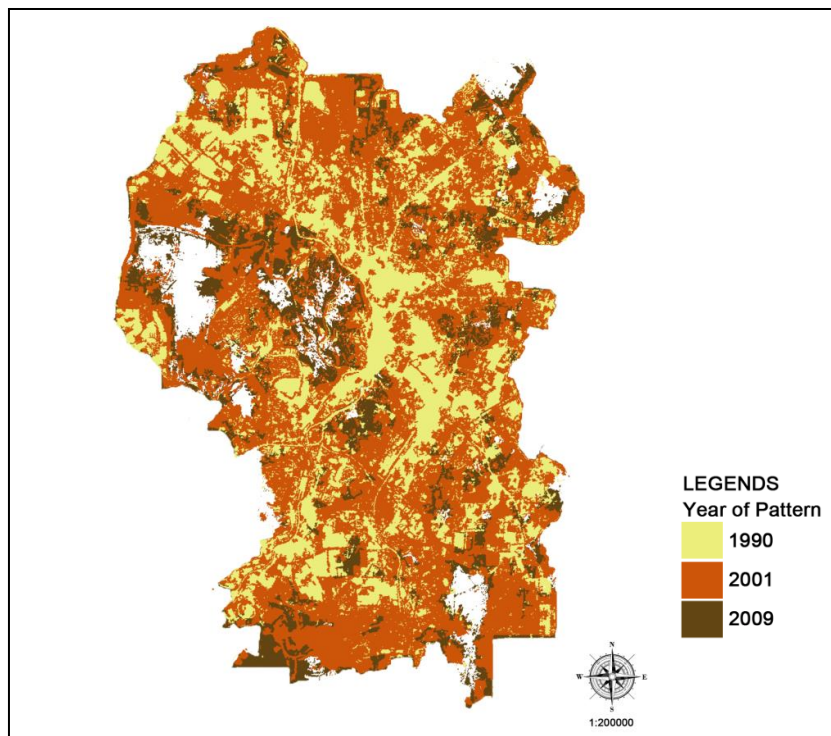 LEGENDS
Year of Pattern
1990
2001
2009
N
W E
S
1:200000